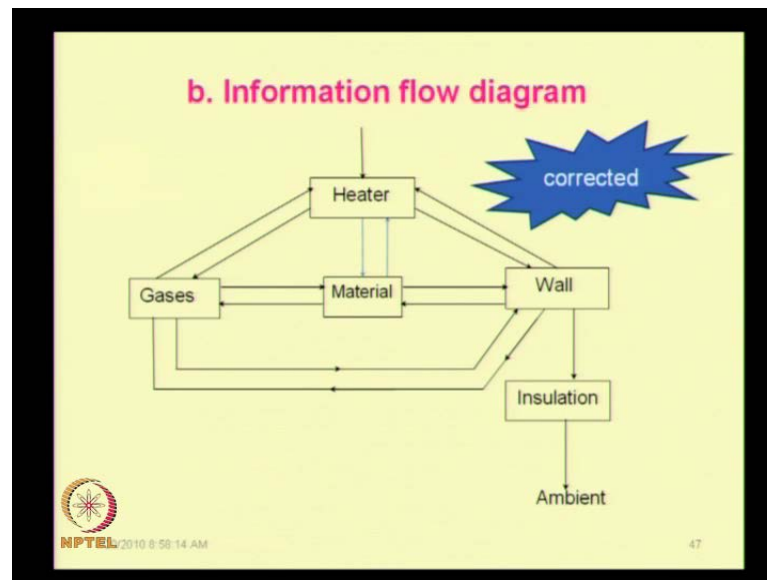 b. Information flow diagram
corrected
Heater
Gases
Material
Wall
Insulation
Ambient
NPTEL
/2010 8:58:14 AM
47